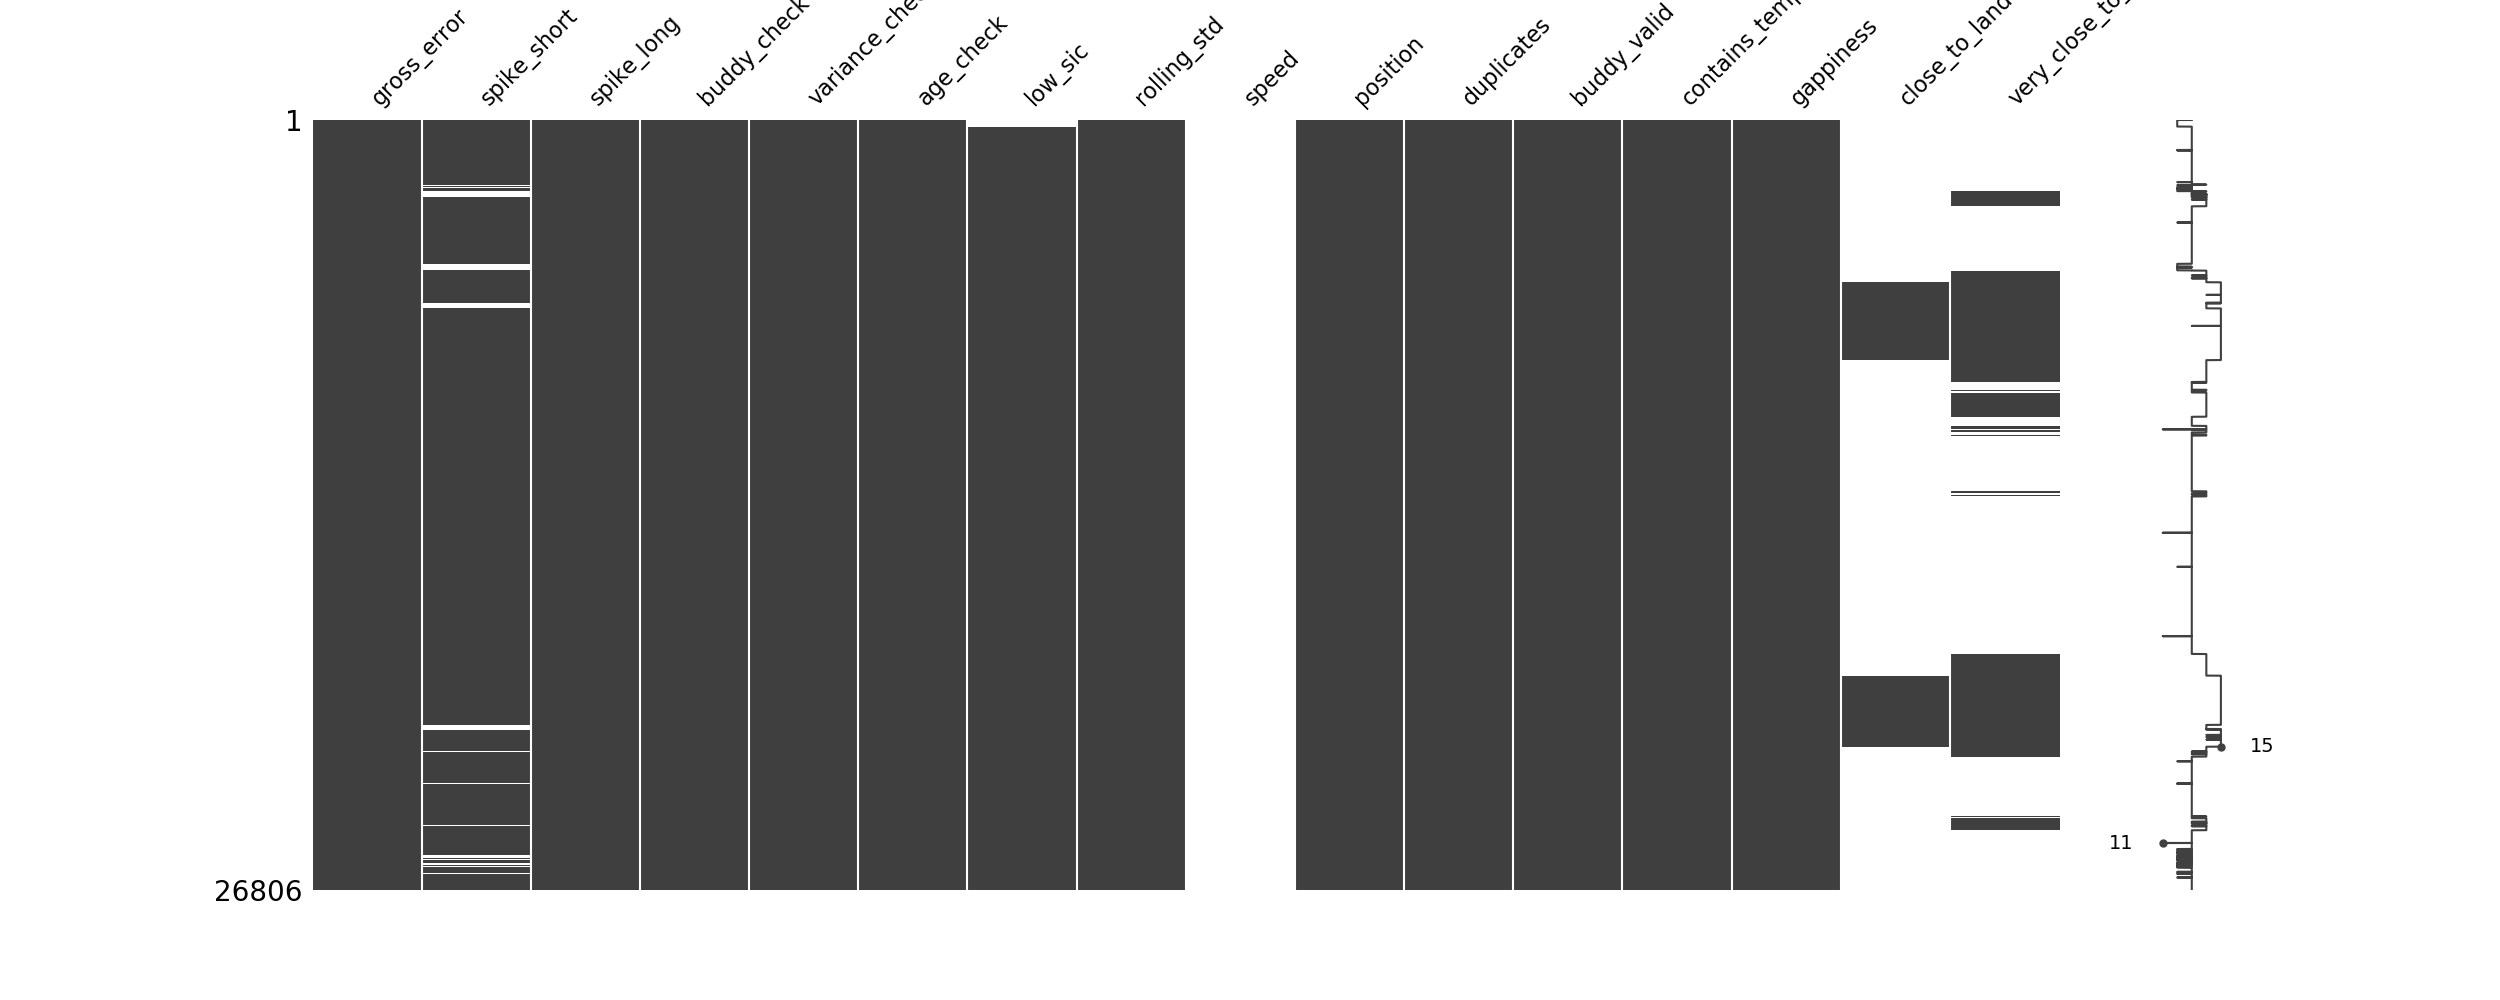 gross_error
spike_short
spike_long
buddy_check
variance_che
age_check
low_sic
rolling_std
speed
position
duplicates
buddy_valid
contains_temp
gappiness
close_to_land
very_close_to_
1
15
11
26806